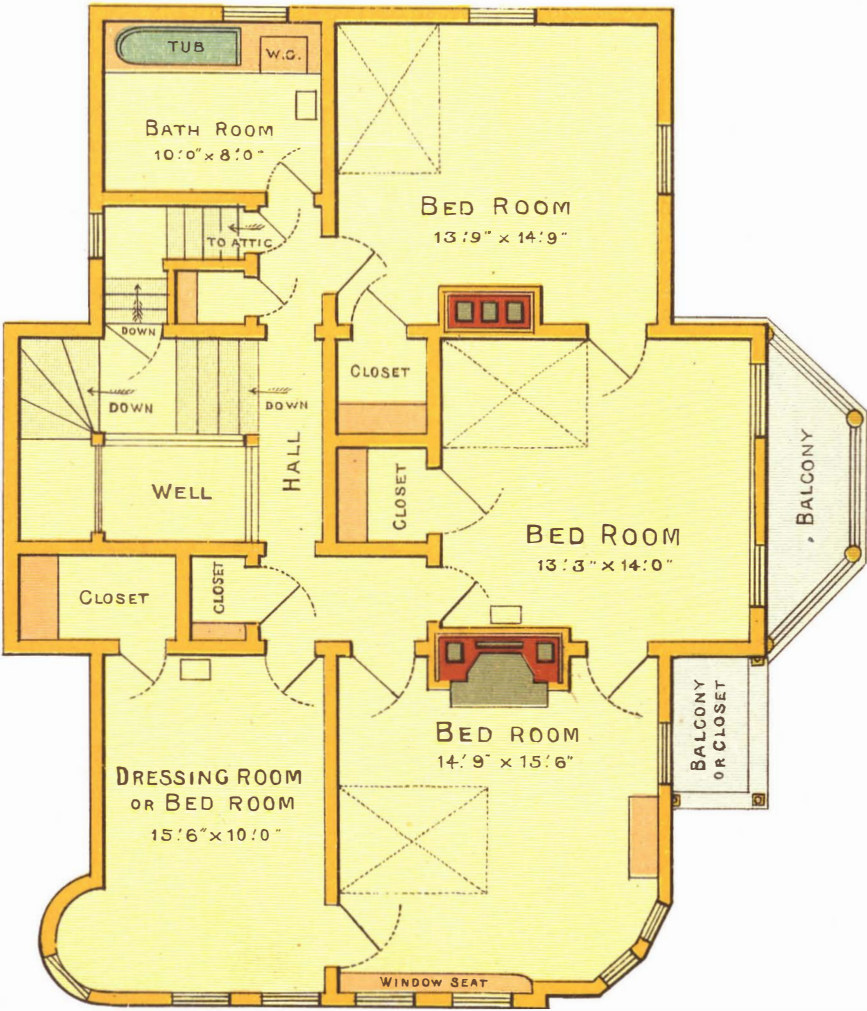 TUB
W.C.
BATH ROOM
10'.0" x 8'.0"
BED ROOM
13'.9" x 14'.9"
TO ATTIC
DOWN
CLOSET
DOWN
DOWN
HALL
WELL
CLOSET
BED ROOM
13'.3" x 14'.0"
BALCONY
CLOSET
CLOSET
BED ROOM
14'.9" x 15'.6"
BALCONY
OR CLOSET
DRESSING ROOM
OR BED ROOM
15'.6" x 10'.0"
WINDOW SEAT